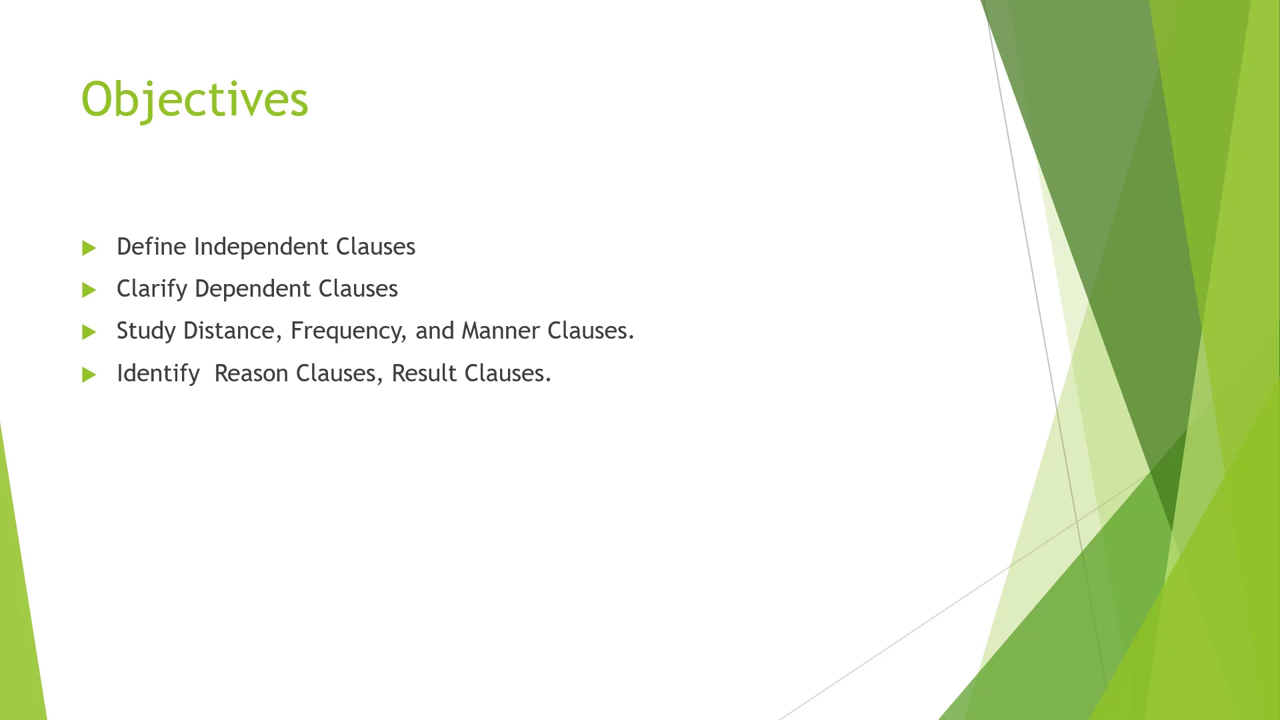 Objectives
Define Independent Clauses
Clarify Dependent Clauses
Study Distance, Frequency, and Manner Clauses.
Identify  Reason Clauses, Result Clauses.